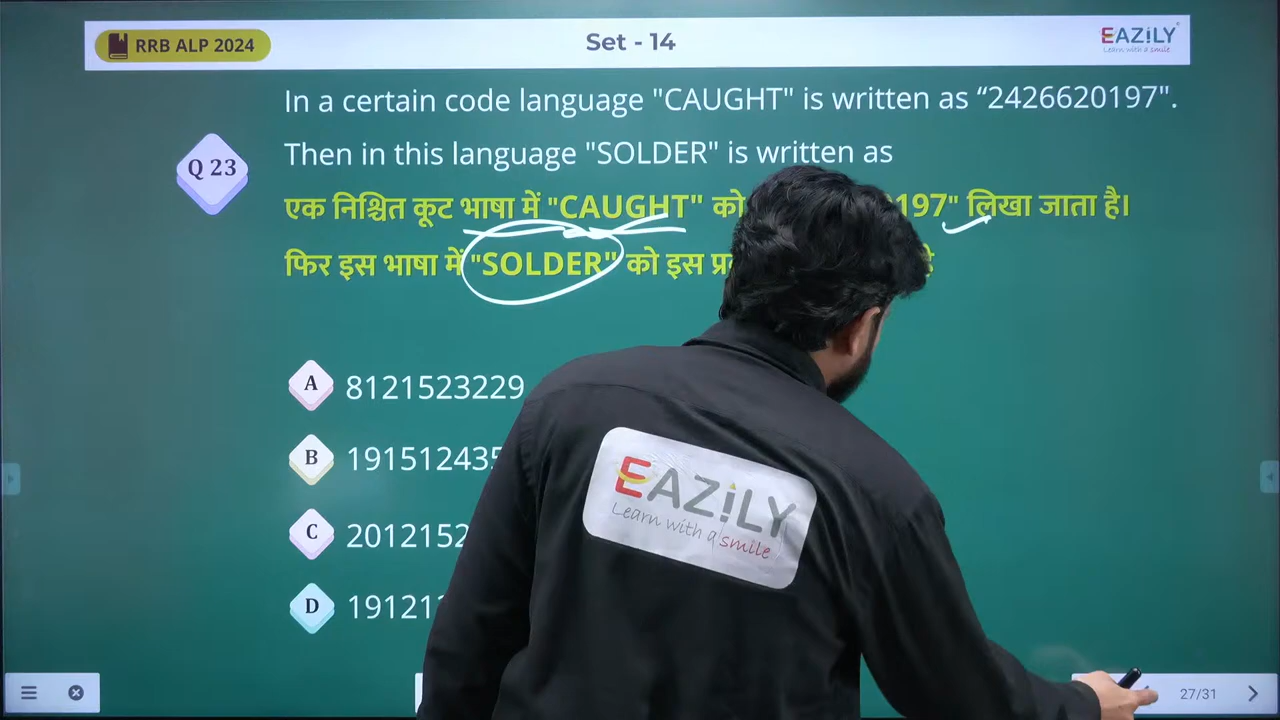 RRB ALP 2024
Set - 14
EAZiLY
Learn with a smile
In a certain code language "CAUGHT" is written as “2426620197".
Q 23
Then in this language "SOLDER" is written as
एक निश्चित कूट भाषा में "CAUGHT" को 197" लिखा जाता है।
फिर इस भाषा में "SOLDER" को इस
A 8121523229
B 191512435
C 2012152
D 19121
EAZiLY
Learn with a smile
27/31